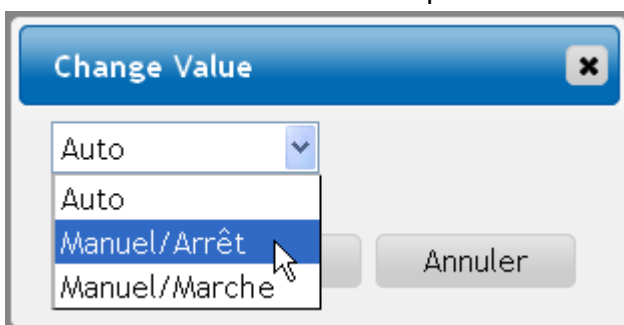 Change Value
Auto
Auto
Manuel/Arrêt
Annuler
Manuel/Marche